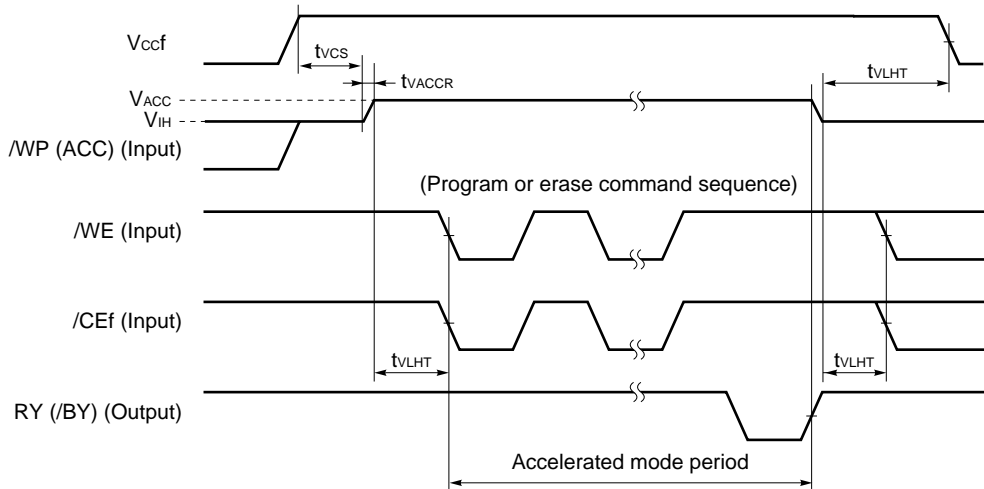 VCCf
tVCS
tVACCR
tVLHT
VACC
VIH
/WP (ACC) (Input)
(Program or erase command sequence)
/WE (Input)
/CEf (Input)
tVLHT
tVLHT
RY (/BY) (Output)
Accelerated mode period